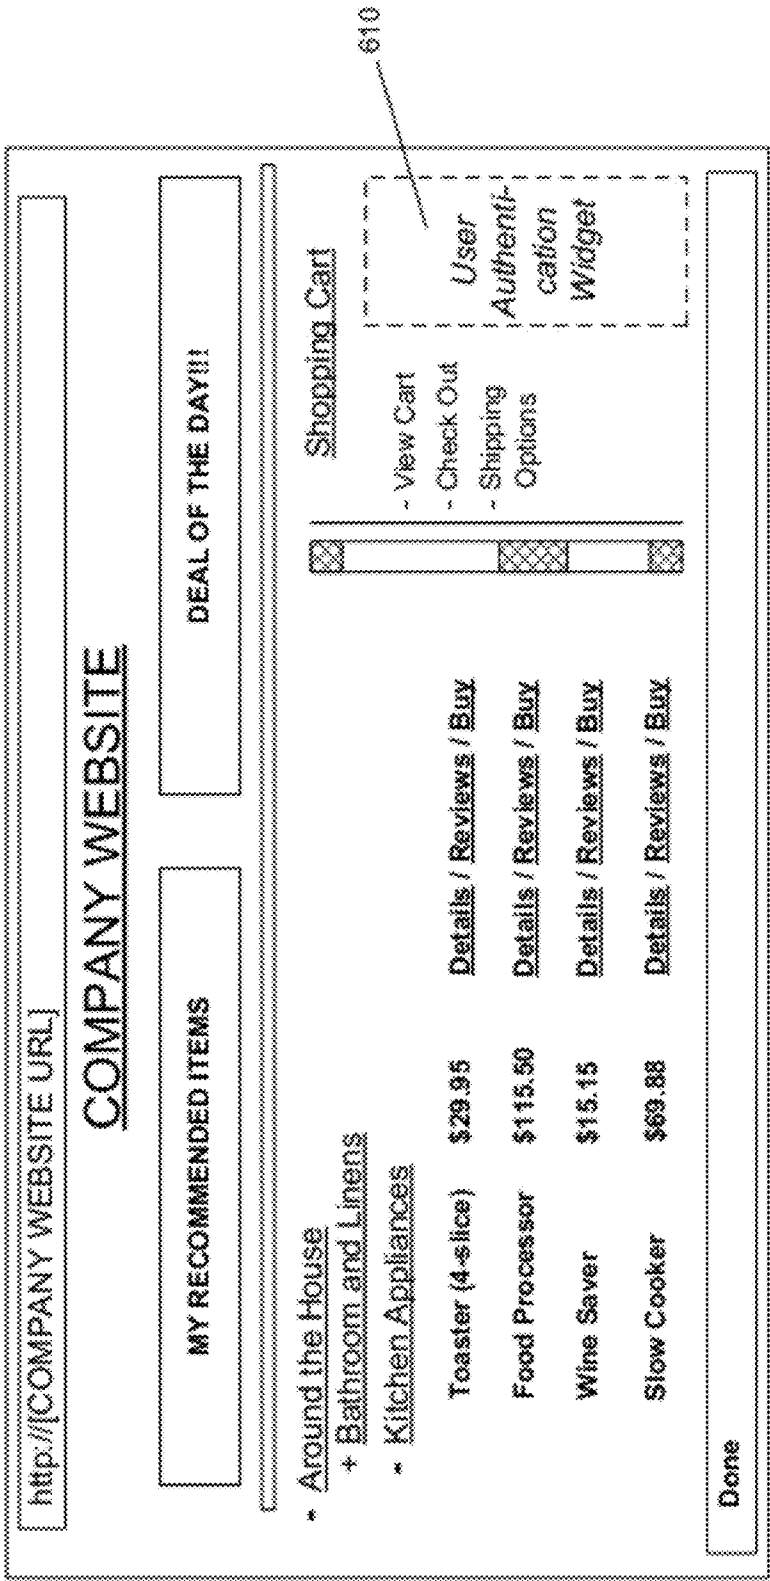 http://[COMPANY WEBSITE URL]
COMPANY WEBSITE
MY RECOMMENDED ITEMS
DEAL OF THE DAY!!!
- Around the House
+ Bathroom and Linens
- Kitchen Appliances
Toaster (4-slice) $29.95 Details / Reviews / Buy
Food Processor $115.50 Details / Reviews / Buy
Wine Saver $15.15 Details / Reviews / Buy
Slow Cooker $69.88 Details / Reviews / Buy
Shopping Cart
- View Cart
- Check Out
- Shipping
Options
User
Authenti-
cation
Widget
610
Done